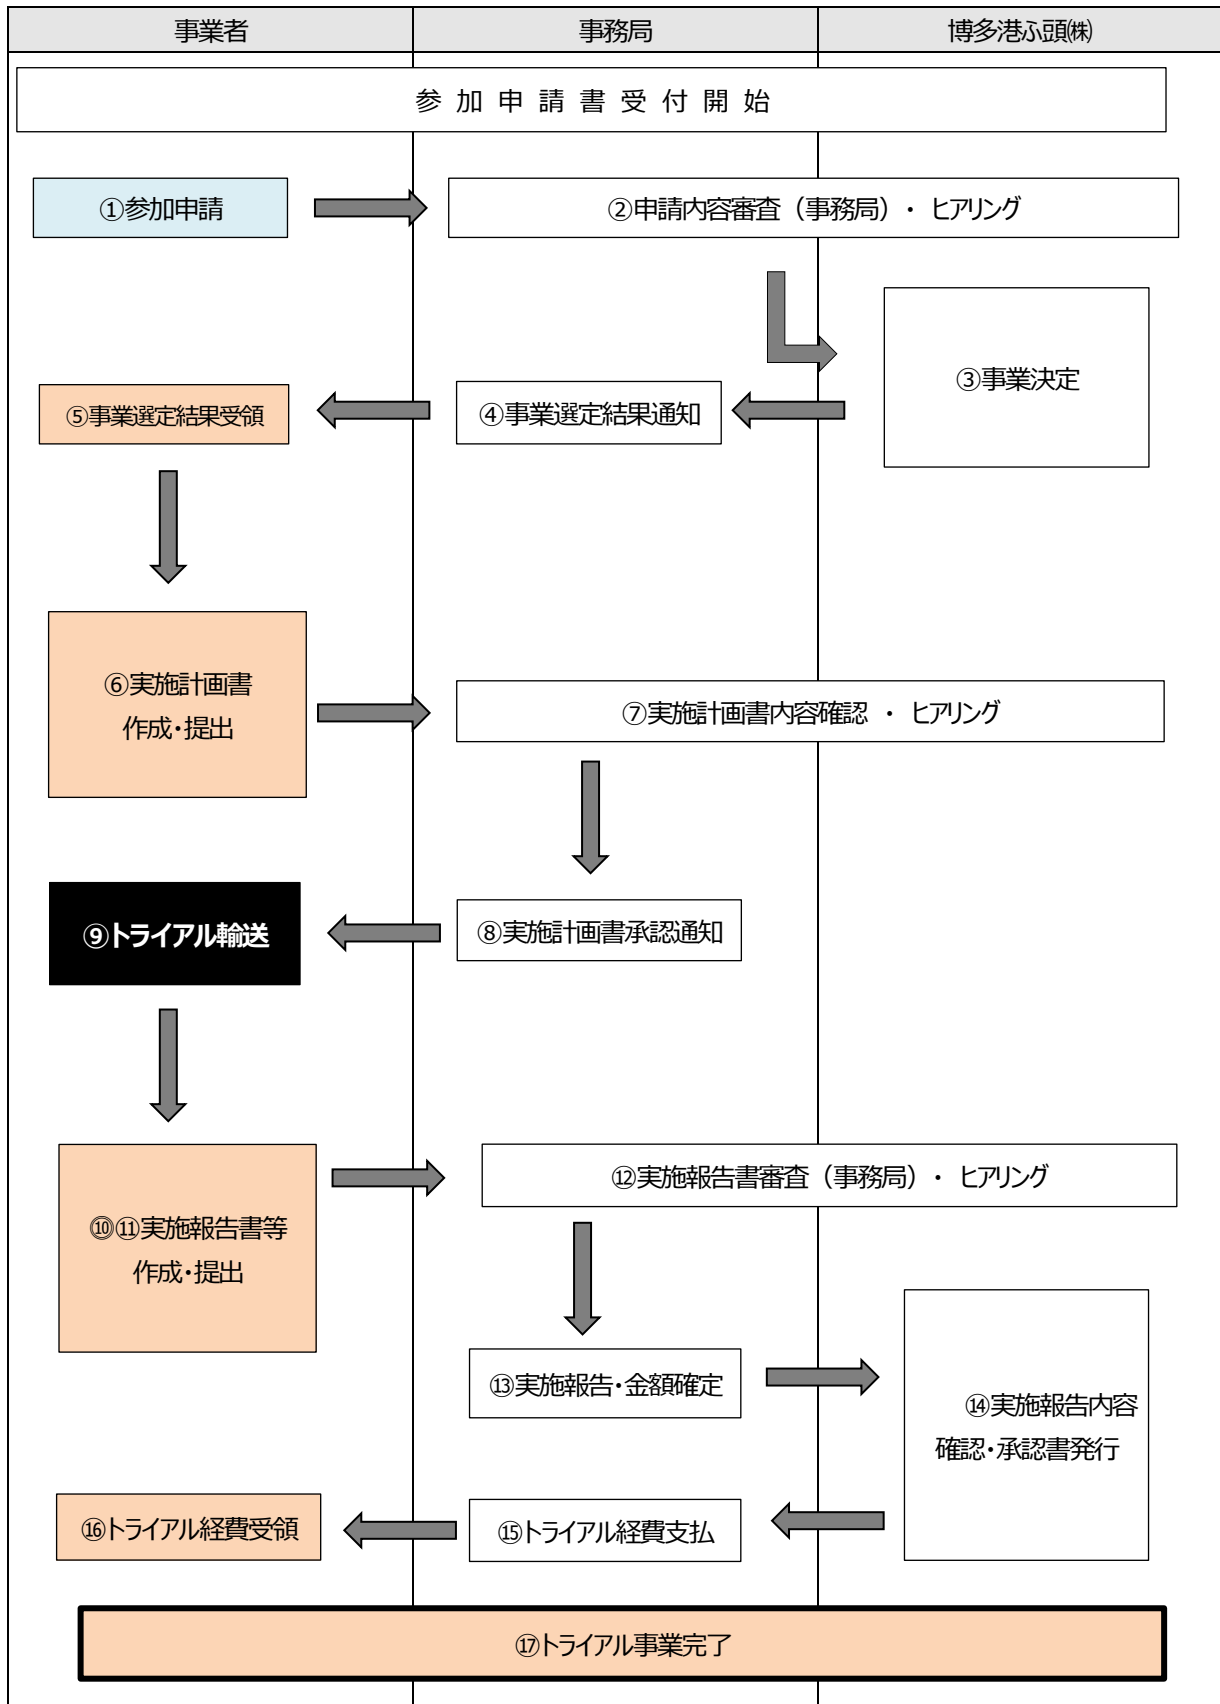 事業者
事務局
博多港ふ頭㈱
参 加 申 請 書 受 付 開 始
①参加申請
②申請内容審査（事務局）・ ヒアリング
③事業決定
④事業選定結果通知
⑤事業選定結果受領
⑥実施計画書
作成・提出
⑦実施計画書内容確認 ・ ヒアリング
⑧実施計画書承認通知
⑨トライアル輸送
⑩⑪実施報告書等
作成・提出
⑫実施報告書審査（事務局）・ ヒアリング
⑬実施報告・金額確定
⑭実施報告内容
確認・承認書発行
⑮トライアル経費支払
⑯トライアル経費受領
⑰トライアル事業完了